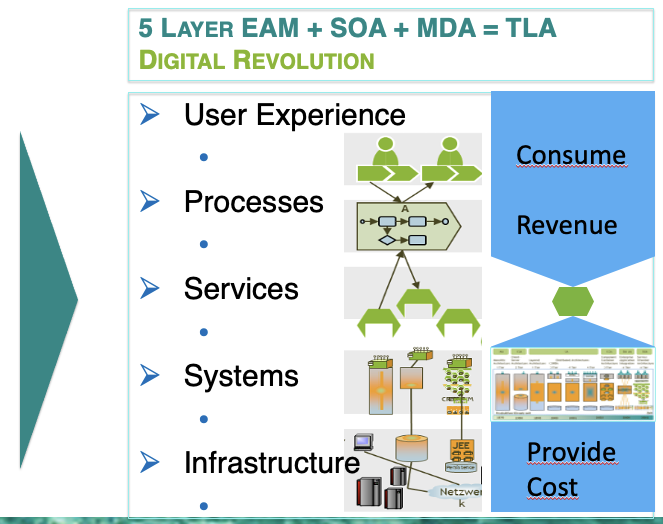 5 LAYER EAM + SOA + MDA = TLA
DIGITAL REVOLUTION
User Experience
Processes
Services
Systems
Infrastructure
A
JEE
Netzwer
k
Consume
Revenue
Provide
Cost